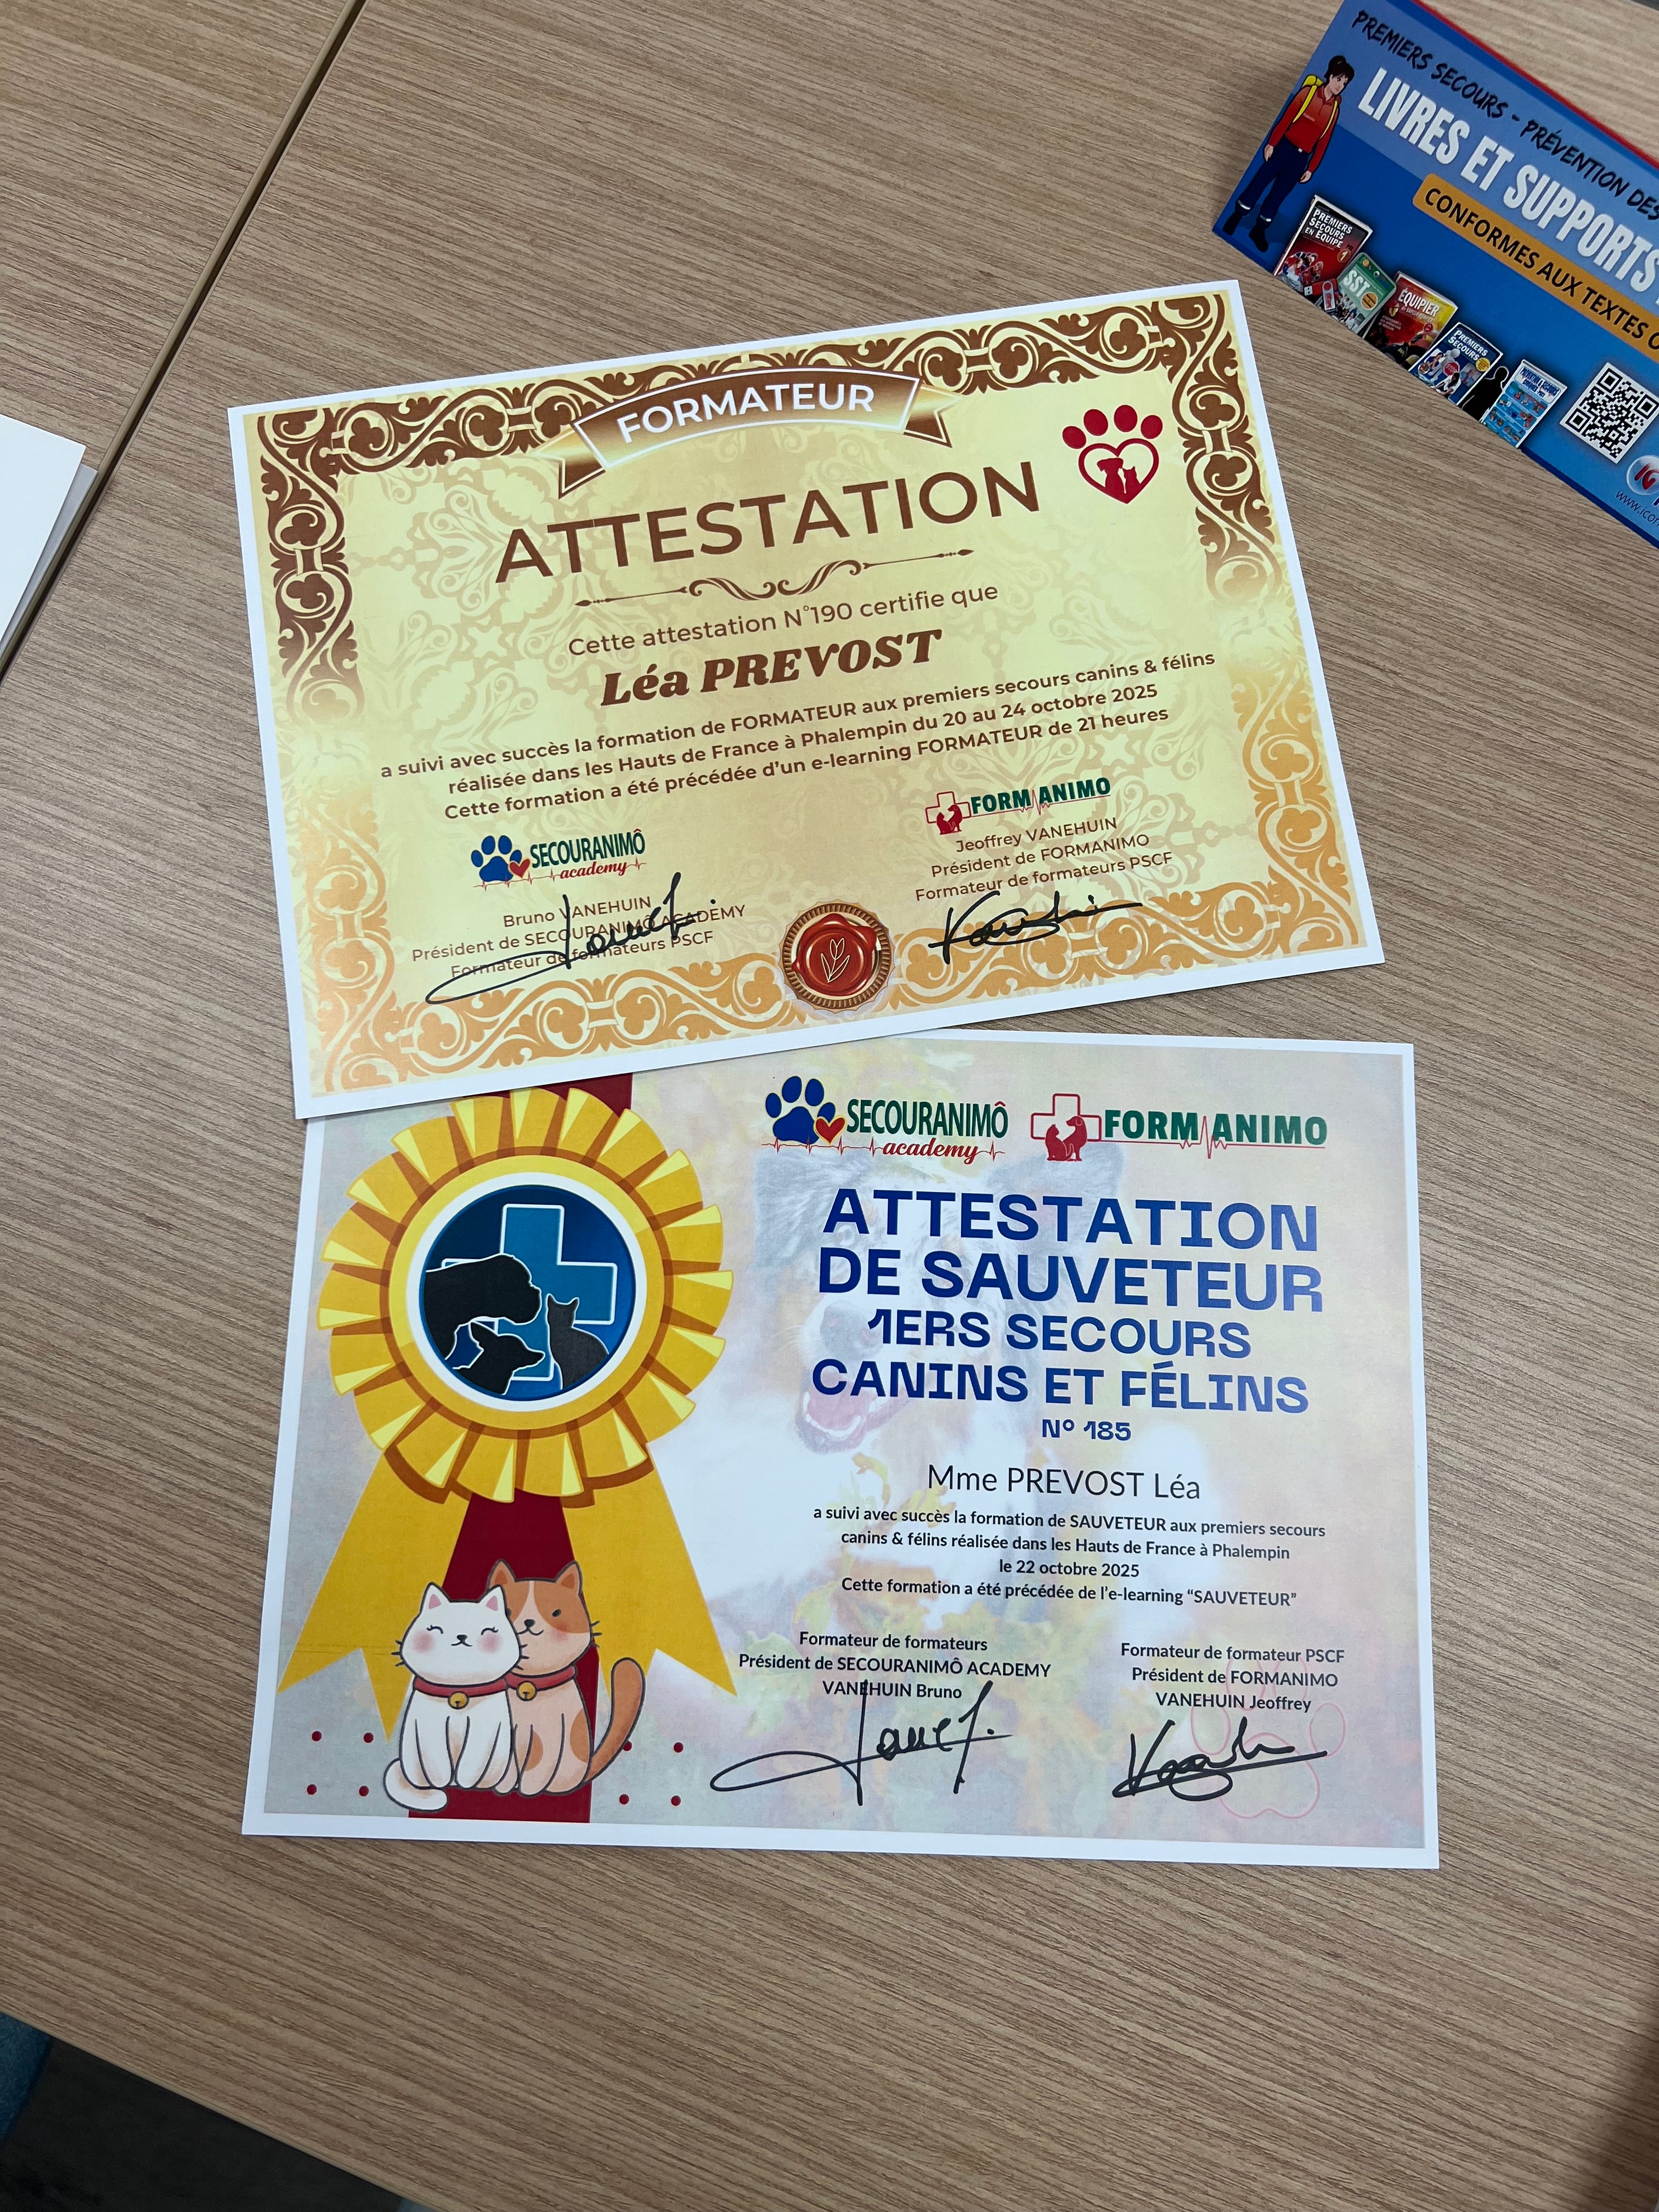 PREMIERS SECOURS - PRÉVENTION DES
LIVRES ET SUPPORTS
CONFORMES AUX TEXTES
PREMIERS
SECOURS
EN ÉQUIPE
1
SST
ÉQUIPIER
PREMIERS
SECOURS
FORMATEUR
ATTESTATION
Cette attestation N°190 certifie que
Léa PREVOST
a suivi avec succès la formation de FORMATEUR aux premiers secours canins & félins
réalisée dans les Hauts de France à Phalempin du 20 au 24 octobre 2025
Cette formation a été précédée d'un e-learning FORMATEUR de 21 heures
SECOURANIMÔ
academy
Bruno VANEHUIN
Président de SECOURANIMÔ ACADEMY
Formateur de formateurs PSCF
FORMANIMO
Jeoffrey VANEHUIN
Président de FORMANIMO
Formateur de formateurs PSCF
SECOURANIMÔ
academy
FORMANIMO
ATTESTATION
DE SAUVETEUR
1ERS SECOURS
CANINS ET FÉLINS
N° 185
Mme PREVOST Léa
a suivi avec succès la formation de SAUVETEUR aux premiers secours
canins & félins réalisée dans les Hauts de France à Phalempin
le 22 octobre 2025
Cette formation a été précédée de l'e-learning “SAUVETEUR”
Formateur de formateurs
Président de SECOURANIMÔ ACADEMY
VANEHUIN Bruno
Formateur de formateur PSCF
Président de FORMANIMO
VANEHUIN Jeoffrey